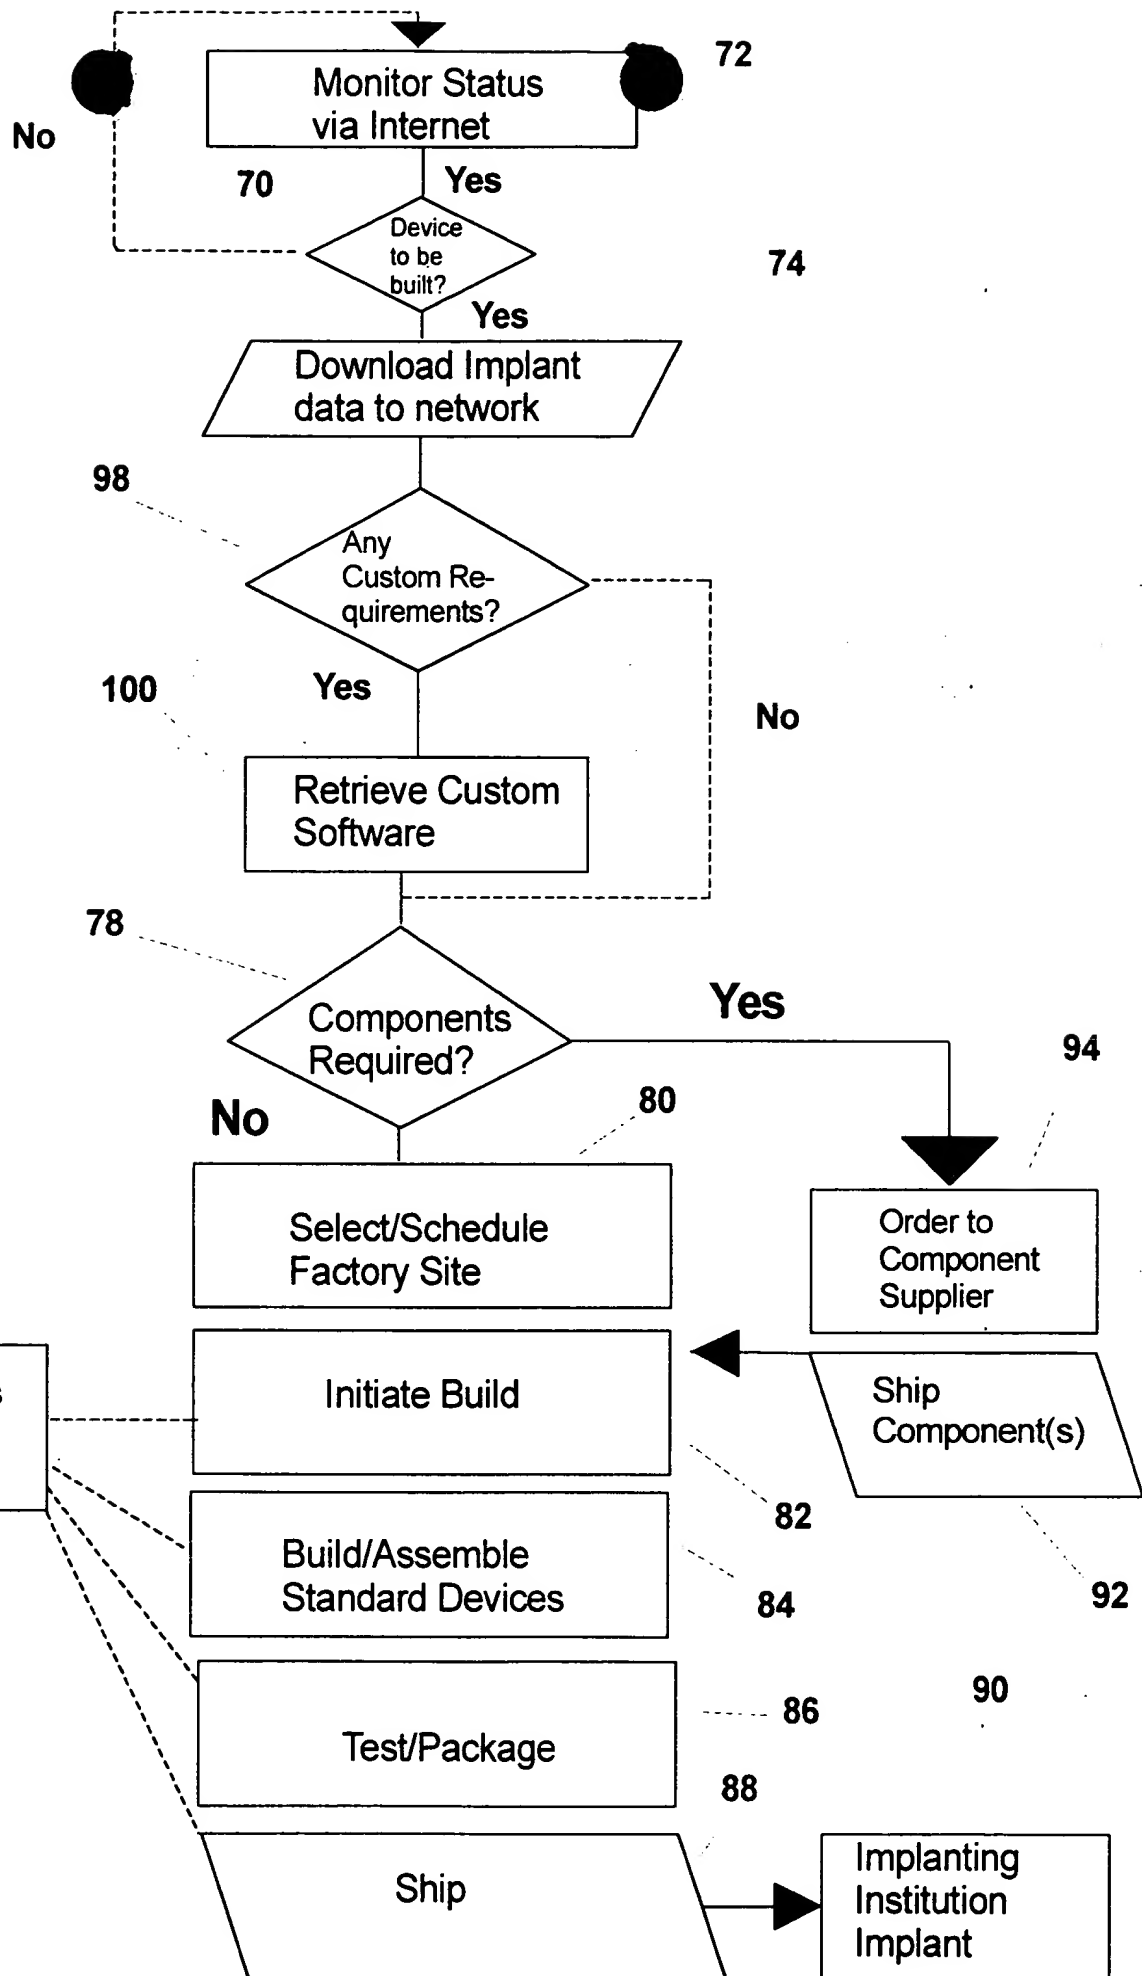 72
Monitor Status
via Internet
No
70
Yes
Device
to be
built?
74
Yes
Download Implant
data to network
98
Any
Custom Re-
quirements?
100
Yes
No
Retrieve Custom
Software
78
Components
Required?
Yes
94
No
80
Select/Schedule
Factory Site
Order to
Component
Supplier
Initiate Build
Ship
Component(s)
82
Build/Assemble
Standard Devices
84
92
90
86
Test/Package
88
Ship
Implanting
Institution
Implant